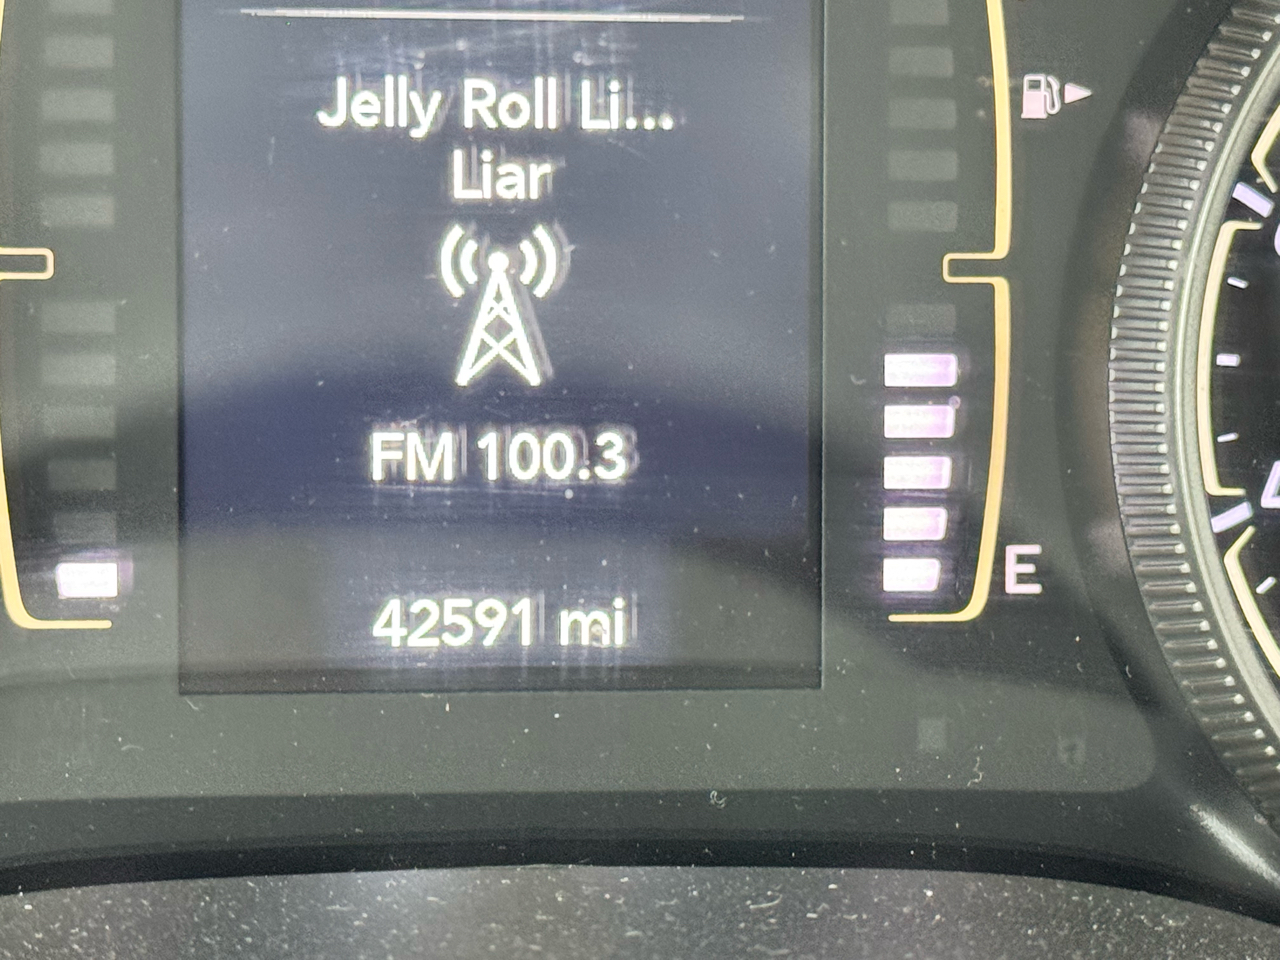 Jelly Roll Li...
Liar
FM 100.3
E
42591 mi